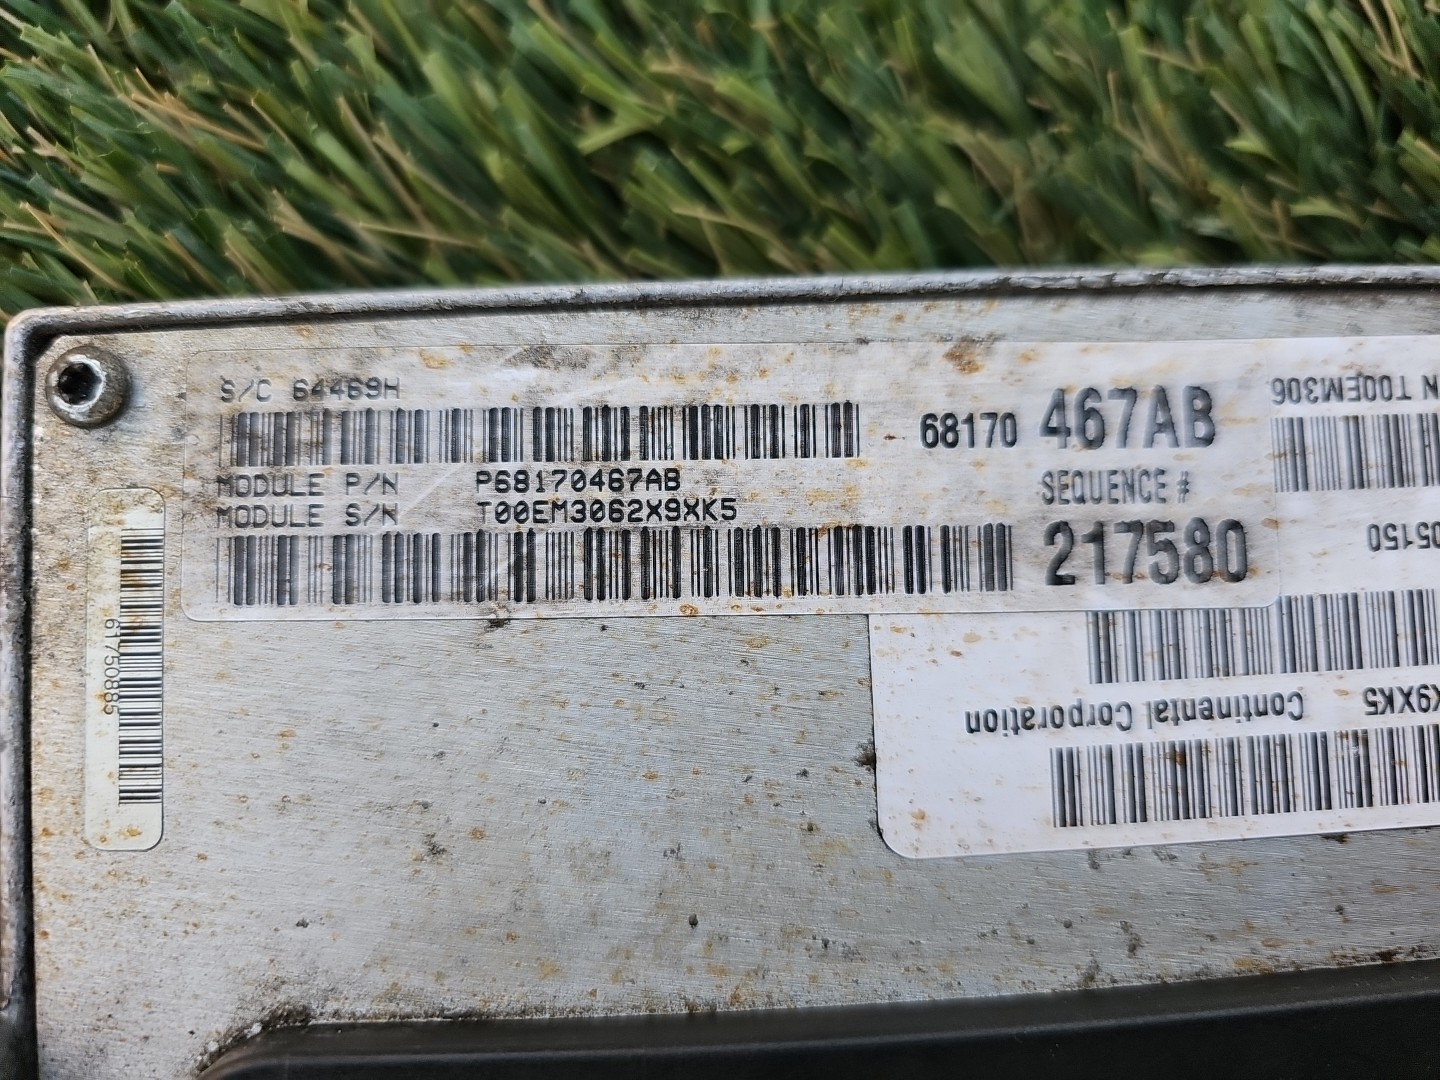 S/C 64469H
68170 467AB
MODULE P/N P68170467AB
MODULE S/N T00EM3062X9XK5
SEQUENCE #
217580
61750885
N T00EM306
05150
X9XK5
Continental Corporation